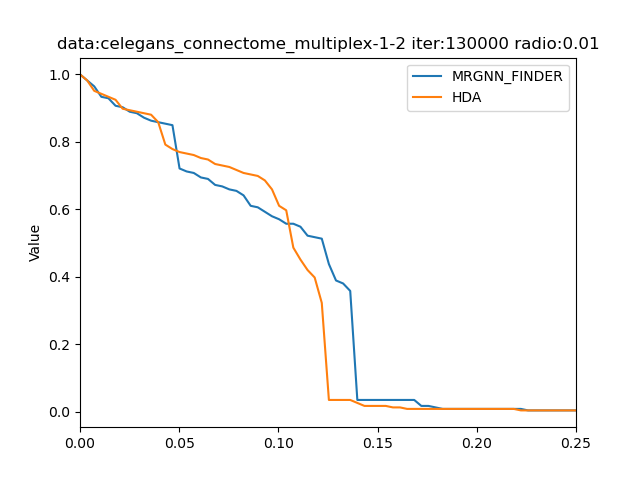 data:celegans_connectome_multiplex-1-2 iter:130000 radio:0.01
MRGNN_FINDER
HDA
Value
1.0
0.8
0.6
0.4
0.2
0.0
0.00 0.05 0.10 0.15 0.20 0.25